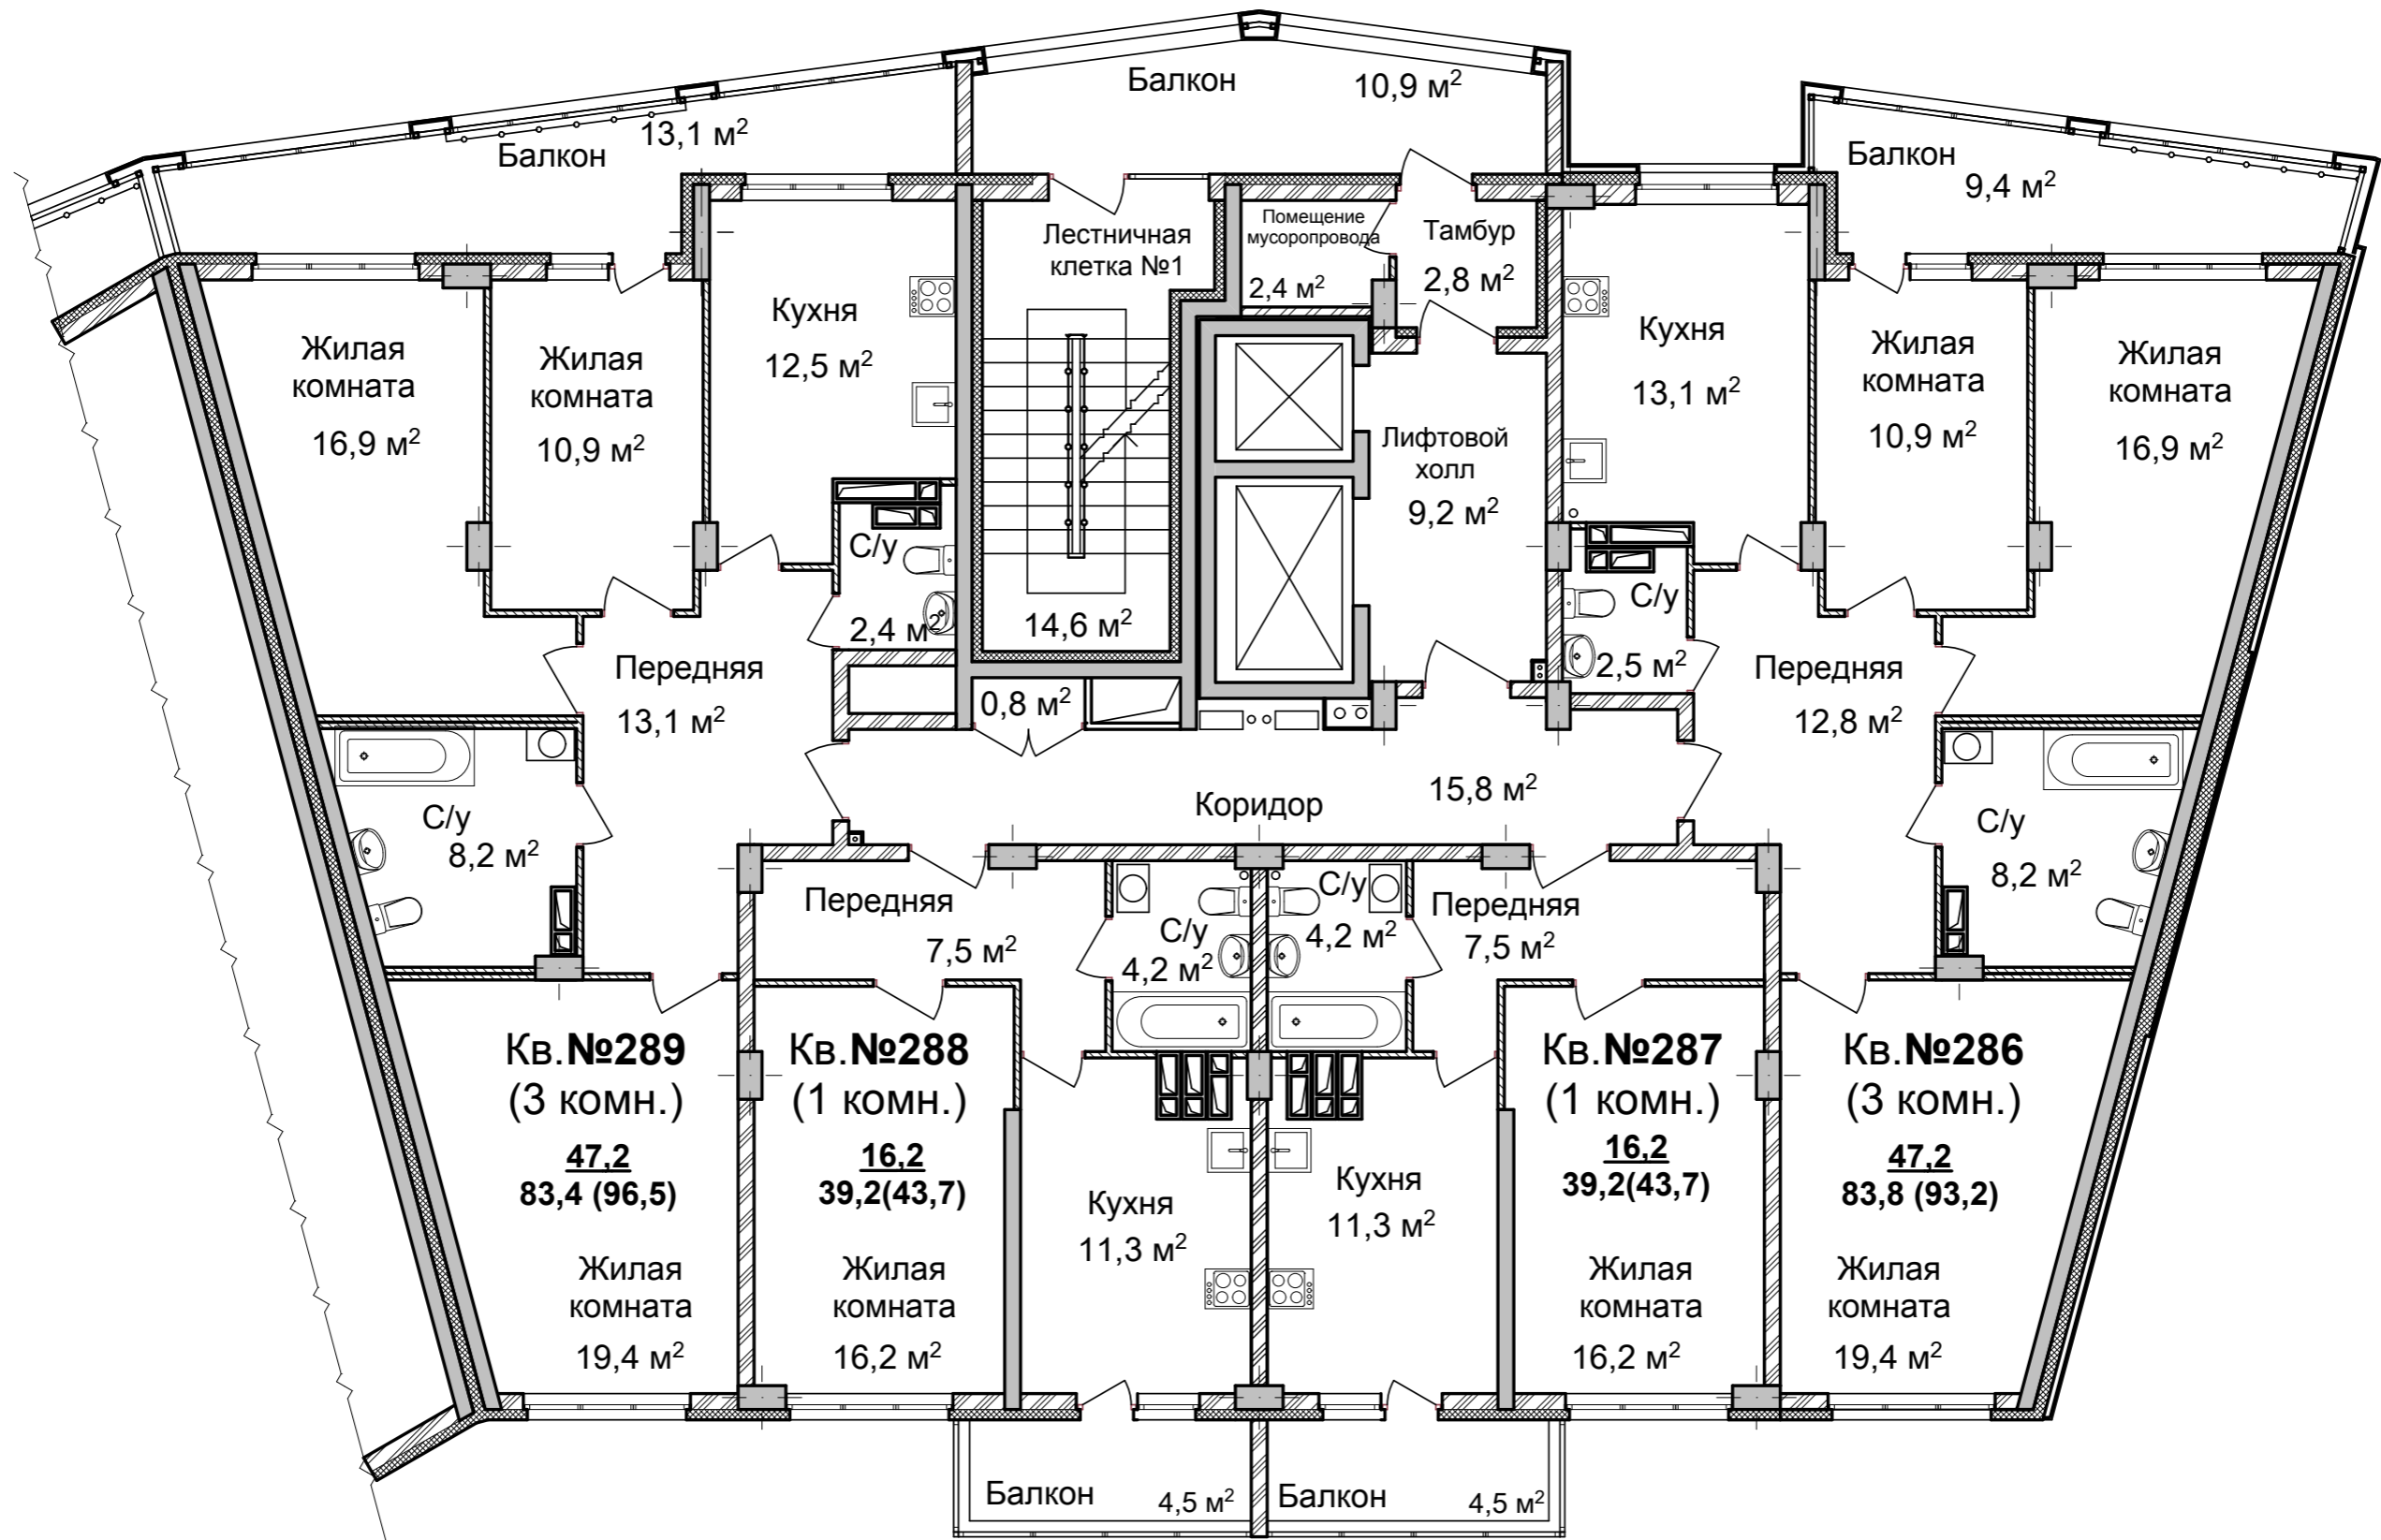 Балкон
10,9 м²
13,1 м²
Балкон
Балкон
9,4 м²
Лестничная
клетка №1
Помещение
мусоропровода
2,4 м²
Тамбур
2,8 м²
Жилая
комната
16,9 м²
Жилая
комната
10,9 м²
Кухня
12,5 м²
Кухня
13,1 м²
Жилая
комната
10,9 м²
Жилая
комната
16,9 м²
Лифтовой
холл
9,2 м²
С/у
2,4 м²
14,6 м²
С/у
2,5 м²
Передняя
13,1 м²
0,8 м²
Передняя
12,8 м²
С/у
8,2 м²
Коридор
15,8 м²
С/у
8,2 м²
Передняя
7,5 м²
С/у
4,2 м²
С/у
4,2 м²
Передняя
7,5 м²
Кв.№289
(3 комн.)
47,2
83,4 (96,5)
Кв.№288
(1 комн.)
16,2
39,2(43,7)
Кв.№287
(1 комн.)
16,2
39,2(43,7)
Кв.№286
(3 комн.)
47,2
83,8 (93,2)
Кухня
11,3 м²
Кухня
11,3 м²
Жилая
комната
19,4 м²
Жилая
комната
16,2 м²
Жилая
комната
16,2 м²
Жилая
комната
19,4 м²
Балкон
4,5 м²
Балкон
4,5 м²